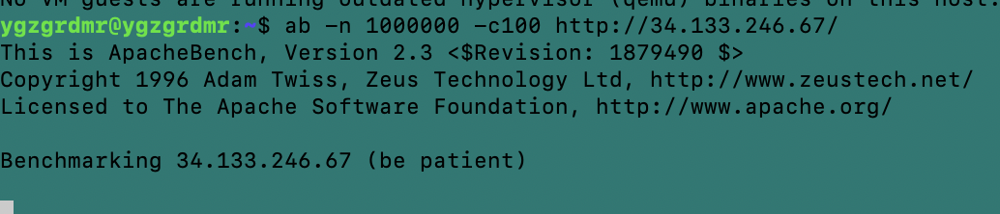 No VM guests are running outdated hypervisor (qemu) binaries on this host.
ygzgrdmr@ygzgrdmr:~$ ab -n 1000000 -c100 http://34.133.246.67/
This is ApacheBench, Version 2.3 <$Revision: 1879490 $>
Copyright 1996 Adam Twiss, Zeus Technology Ltd, http://www.zeustech.net/
Licensed to The Apache Software Foundation, http://www.apache.org/
Benchmarking 34.133.246.67 (be patient)